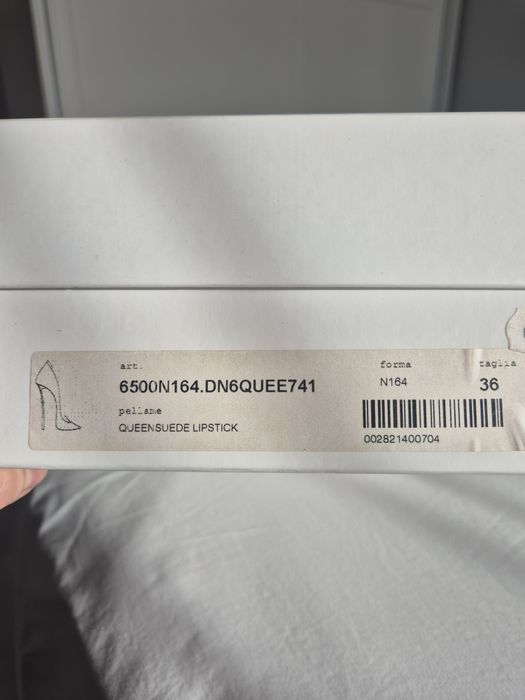 art.
6500N164.DN6QUEE741
pellame
QUEENSUEDE LIPSTICK
forma
N164
taglia
36
002821400704